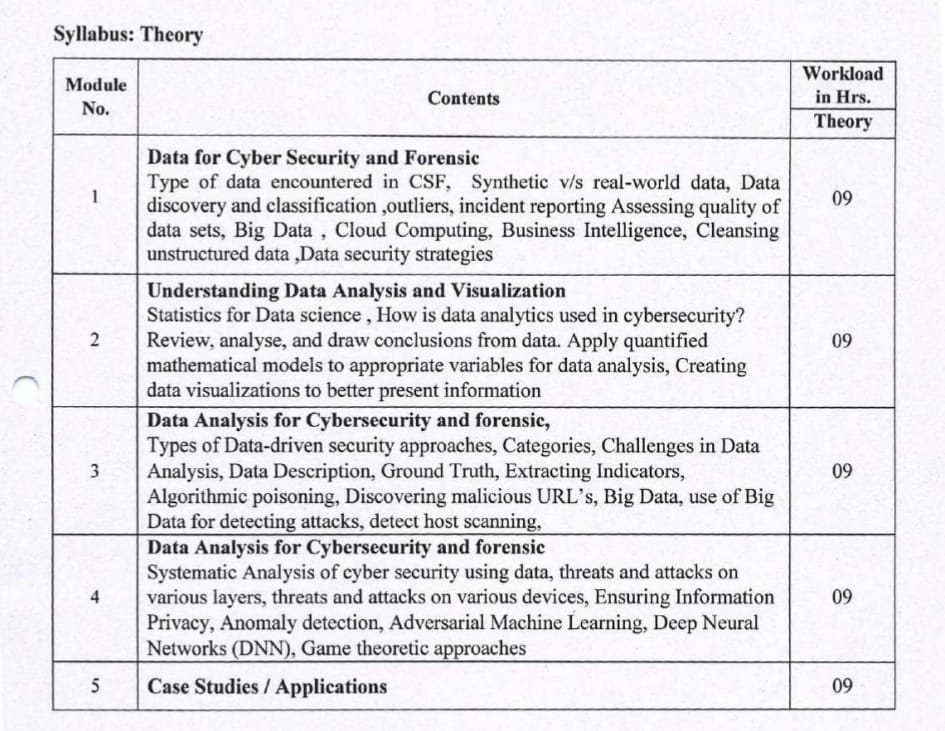 Syllabus: Theory
Module
No.
Contents
Workload
in Hrs.
Theory
1
Data for Cyber Security and Forensic
Type of data encountered in CSF, Synthetic v/s real-world data, Data
discovery and classification ,outliers, incident reporting Assessing quality of
data sets, Big Data , Cloud Computing, Business Intelligence, Cleansing
unstructured data ,Data security strategies
09
2
Understanding Data Analysis and Visualization
Statistics for Data science , How is data analytics used in cybersecurity?
Review, analyse, and draw conclusions from data. Apply quantified
mathematical models to appropriate variables for data analysis, Creating
data visualizations to better present information
09
3
Data Analysis for Cybersecurity and forensic,
Types of Data-driven security approaches, Categories, Challenges in Data
Analysis, Data Description, Ground Truth, Extracting Indicators,
Algorithmic poisoning, Discovering malicious URL's, Big Data, use of Big
Data for detecting attacks, detect host scanning,
09
4
Data Analysis for Cybersecurity and forensic
Systematic Analysis of cyber security using data, threats and attacks on
various layers, threats and attacks on various devices, Ensuring Information
Privacy, Anomaly detection, Adversarial Machine Learning, Deep Neural
Networks (DNN), Game theoretic approaches
09
5
Case Studies / Applications
09